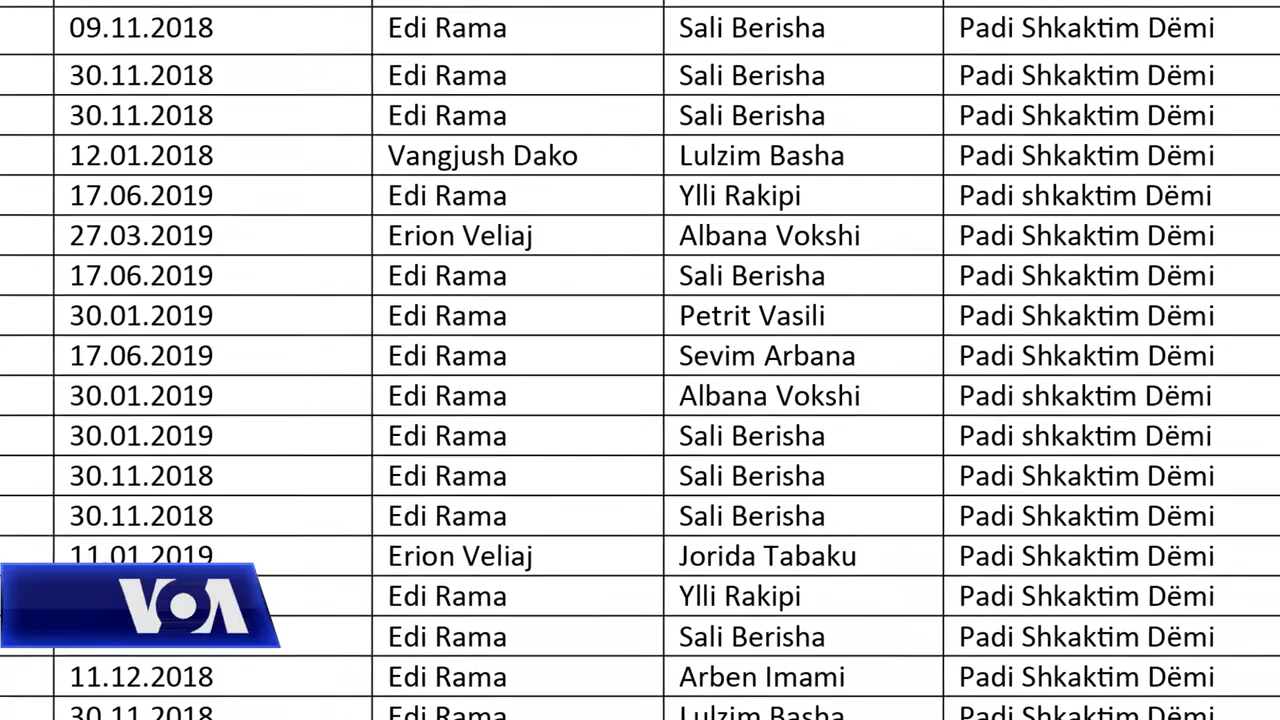 09.11.2018 Edi Rama Sali Berisha Padi Shkaktim Dëmi
30.11.2018 Edi Rama Sali Berisha Padi Shkaktim Dëmi
30.11.2018 Edi Rama Sali Berisha Padi Shkaktim Dëmi
12.01.2018 Vangjush Dako Lulzim Basha Padi Shkaktim Dëmi
17.06.2019 Edi Rama Ylli Rakipi Padi shkaktim Dëmi
27.03.2019 Erion Veliaj Albana Vokshi Padi Shkaktim Dëmi
17.06.2019 Edi Rama Sali Berisha Padi Shkaktim Dëmi
30.01.2019 Edi Rama Petrit Vasili Padi Shkaktim Dëmi
17.06.2019 Edi Rama Sevim Arbana Padi Shkaktim Dëmi
30.01.2019 Edi Rama Albana Vokshi Padi shkaktim Dëmi
30.01.2019 Edi Rama Sali Berisha Padi shkaktim Dëmi
30.11.2018 Edi Rama Sali Berisha Padi Shkaktim Dëmi
30.11.2018 Edi Rama Sali Berisha Padi Shkaktim Dëmi
11.01.2019 Erion Veliaj Jorida Tabaku Padi Shkaktim Dëmi
Edi Rama Ylli Rakipi Padi Shkaktim Dëmi
VOA
Edi Rama Sali Berisha Padi Shkaktim Dëmi
11.12.2018 Edi Rama Arben Imami Padi Shkaktim Dëmi
30.11.2018 Edi Rama Lulzim Basha Padi Shkaktim Dëmi